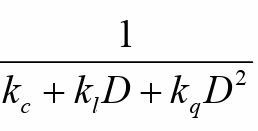 1
k_c + k_l D + k_q D^2